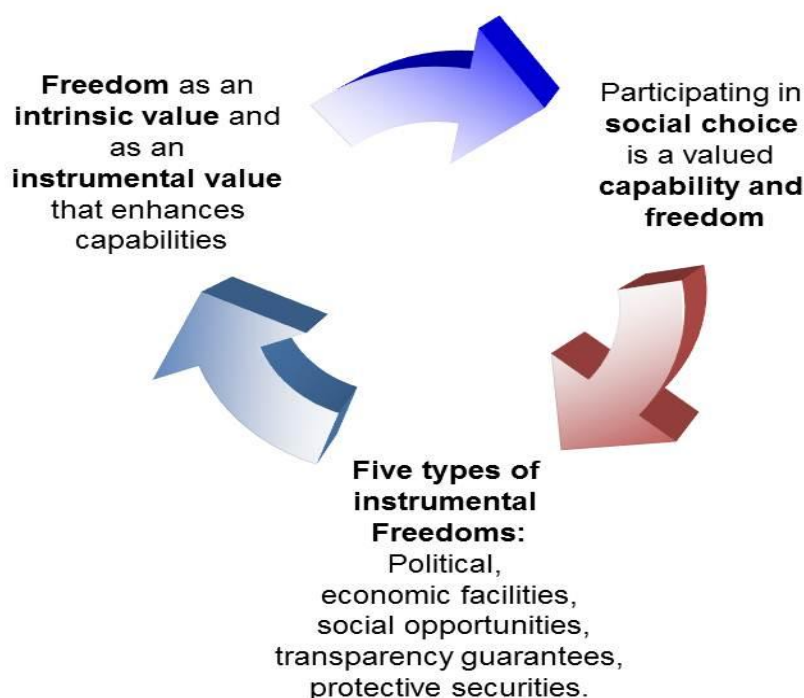 Freedom as an
intrinsic value and
as an
instrumental value
that enhances
capabilities
Participating in
social choice
is a valued
capability and
freedom
Five types of
instrumental
Freedoms:
Political,
economic facilities,
social opportunities,
transparency guarantees,
protective securities.